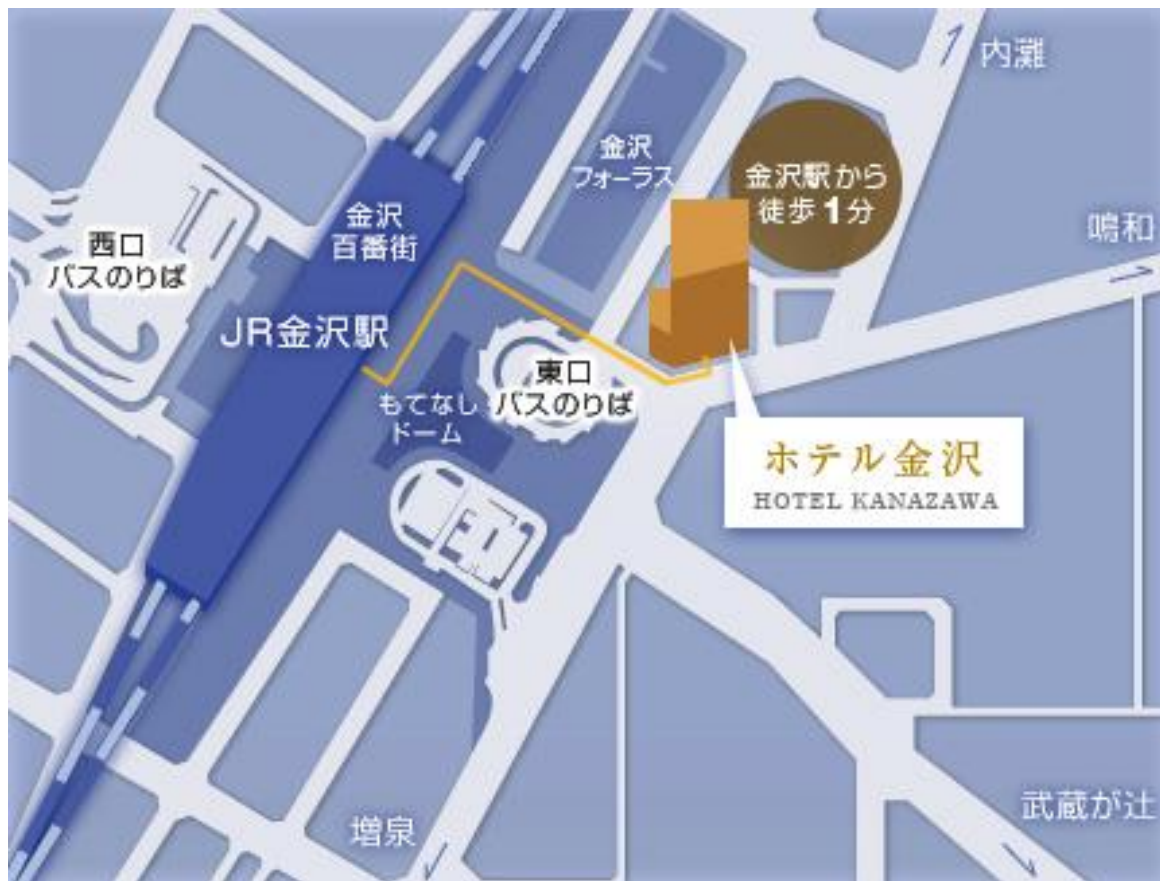 内灘
金沢
フォーラス
金沢駅から
徒歩1分
鳴和
金沢
百番街
西口
バスのりば
JR金沢駅
東口
バスのりば
もてなし
ドーム
ホテル金沢
HOTEL KANAZAWA
武蔵が辻
増泉